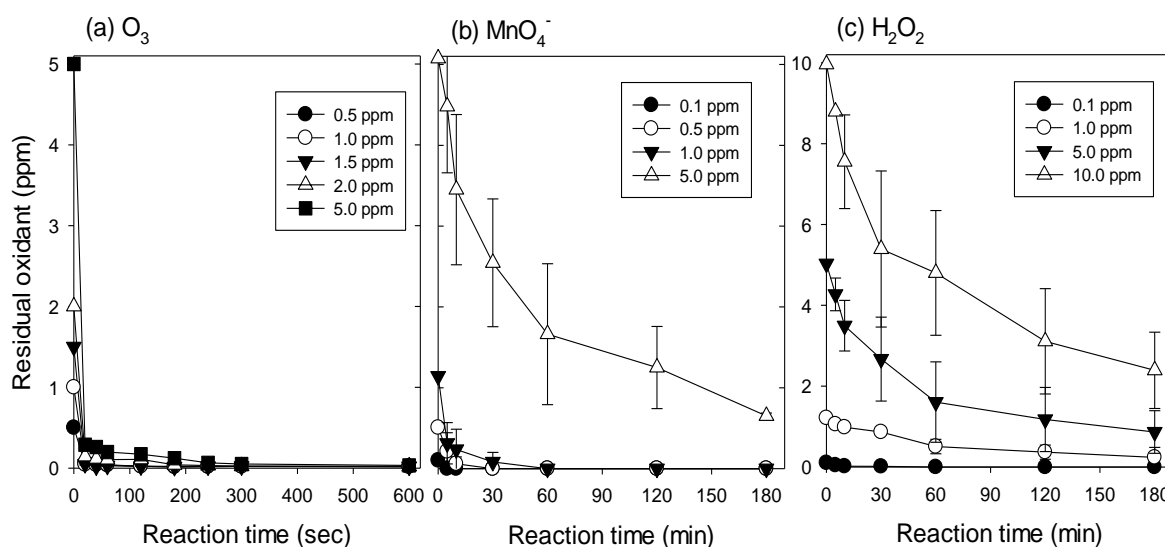 (a) O₃
(b) MnO₄⁻
(c) H₂O₂
Residual oxidant (ppm)
5
4
3
2
1
0
0.5 ppm
1.0 ppm
1.5 ppm
2.0 ppm
5.0 ppm
0 100 200 300 400 500 600
Reaction time (sec)
0.1 ppm
0.5 ppm
1.0 ppm
5.0 ppm
0 30 60 90 120 150 180
Reaction time (min)
10
8
6
4
2
0
0.1 ppm
1.0 ppm
5.0 ppm
10.0 ppm
0 30 60 90 120 150 180
Reaction time (min)